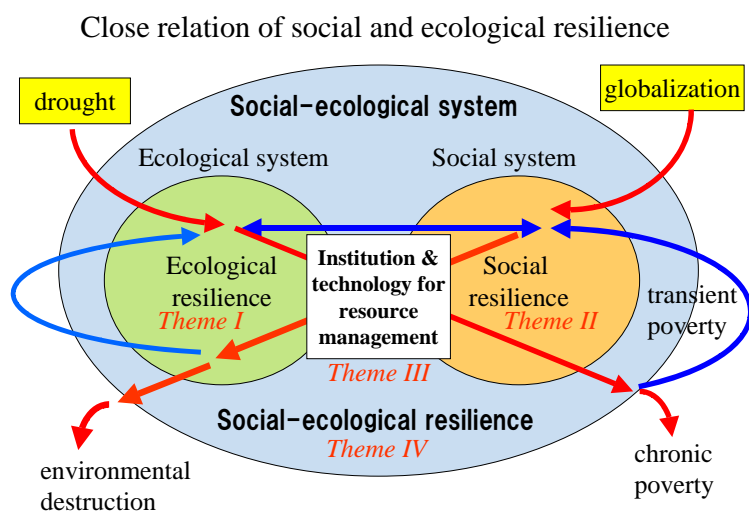 Close relation of social and ecological resilience
drought
globalization
Social-ecological system
Ecological system
Social system
Ecological
resilience
Theme I
Institution &
technology for
resource
management
Social
resilience
Theme II
transient
poverty
Theme III
Social-ecological resilience
Theme IV
environmental
destruction
chronic
poverty